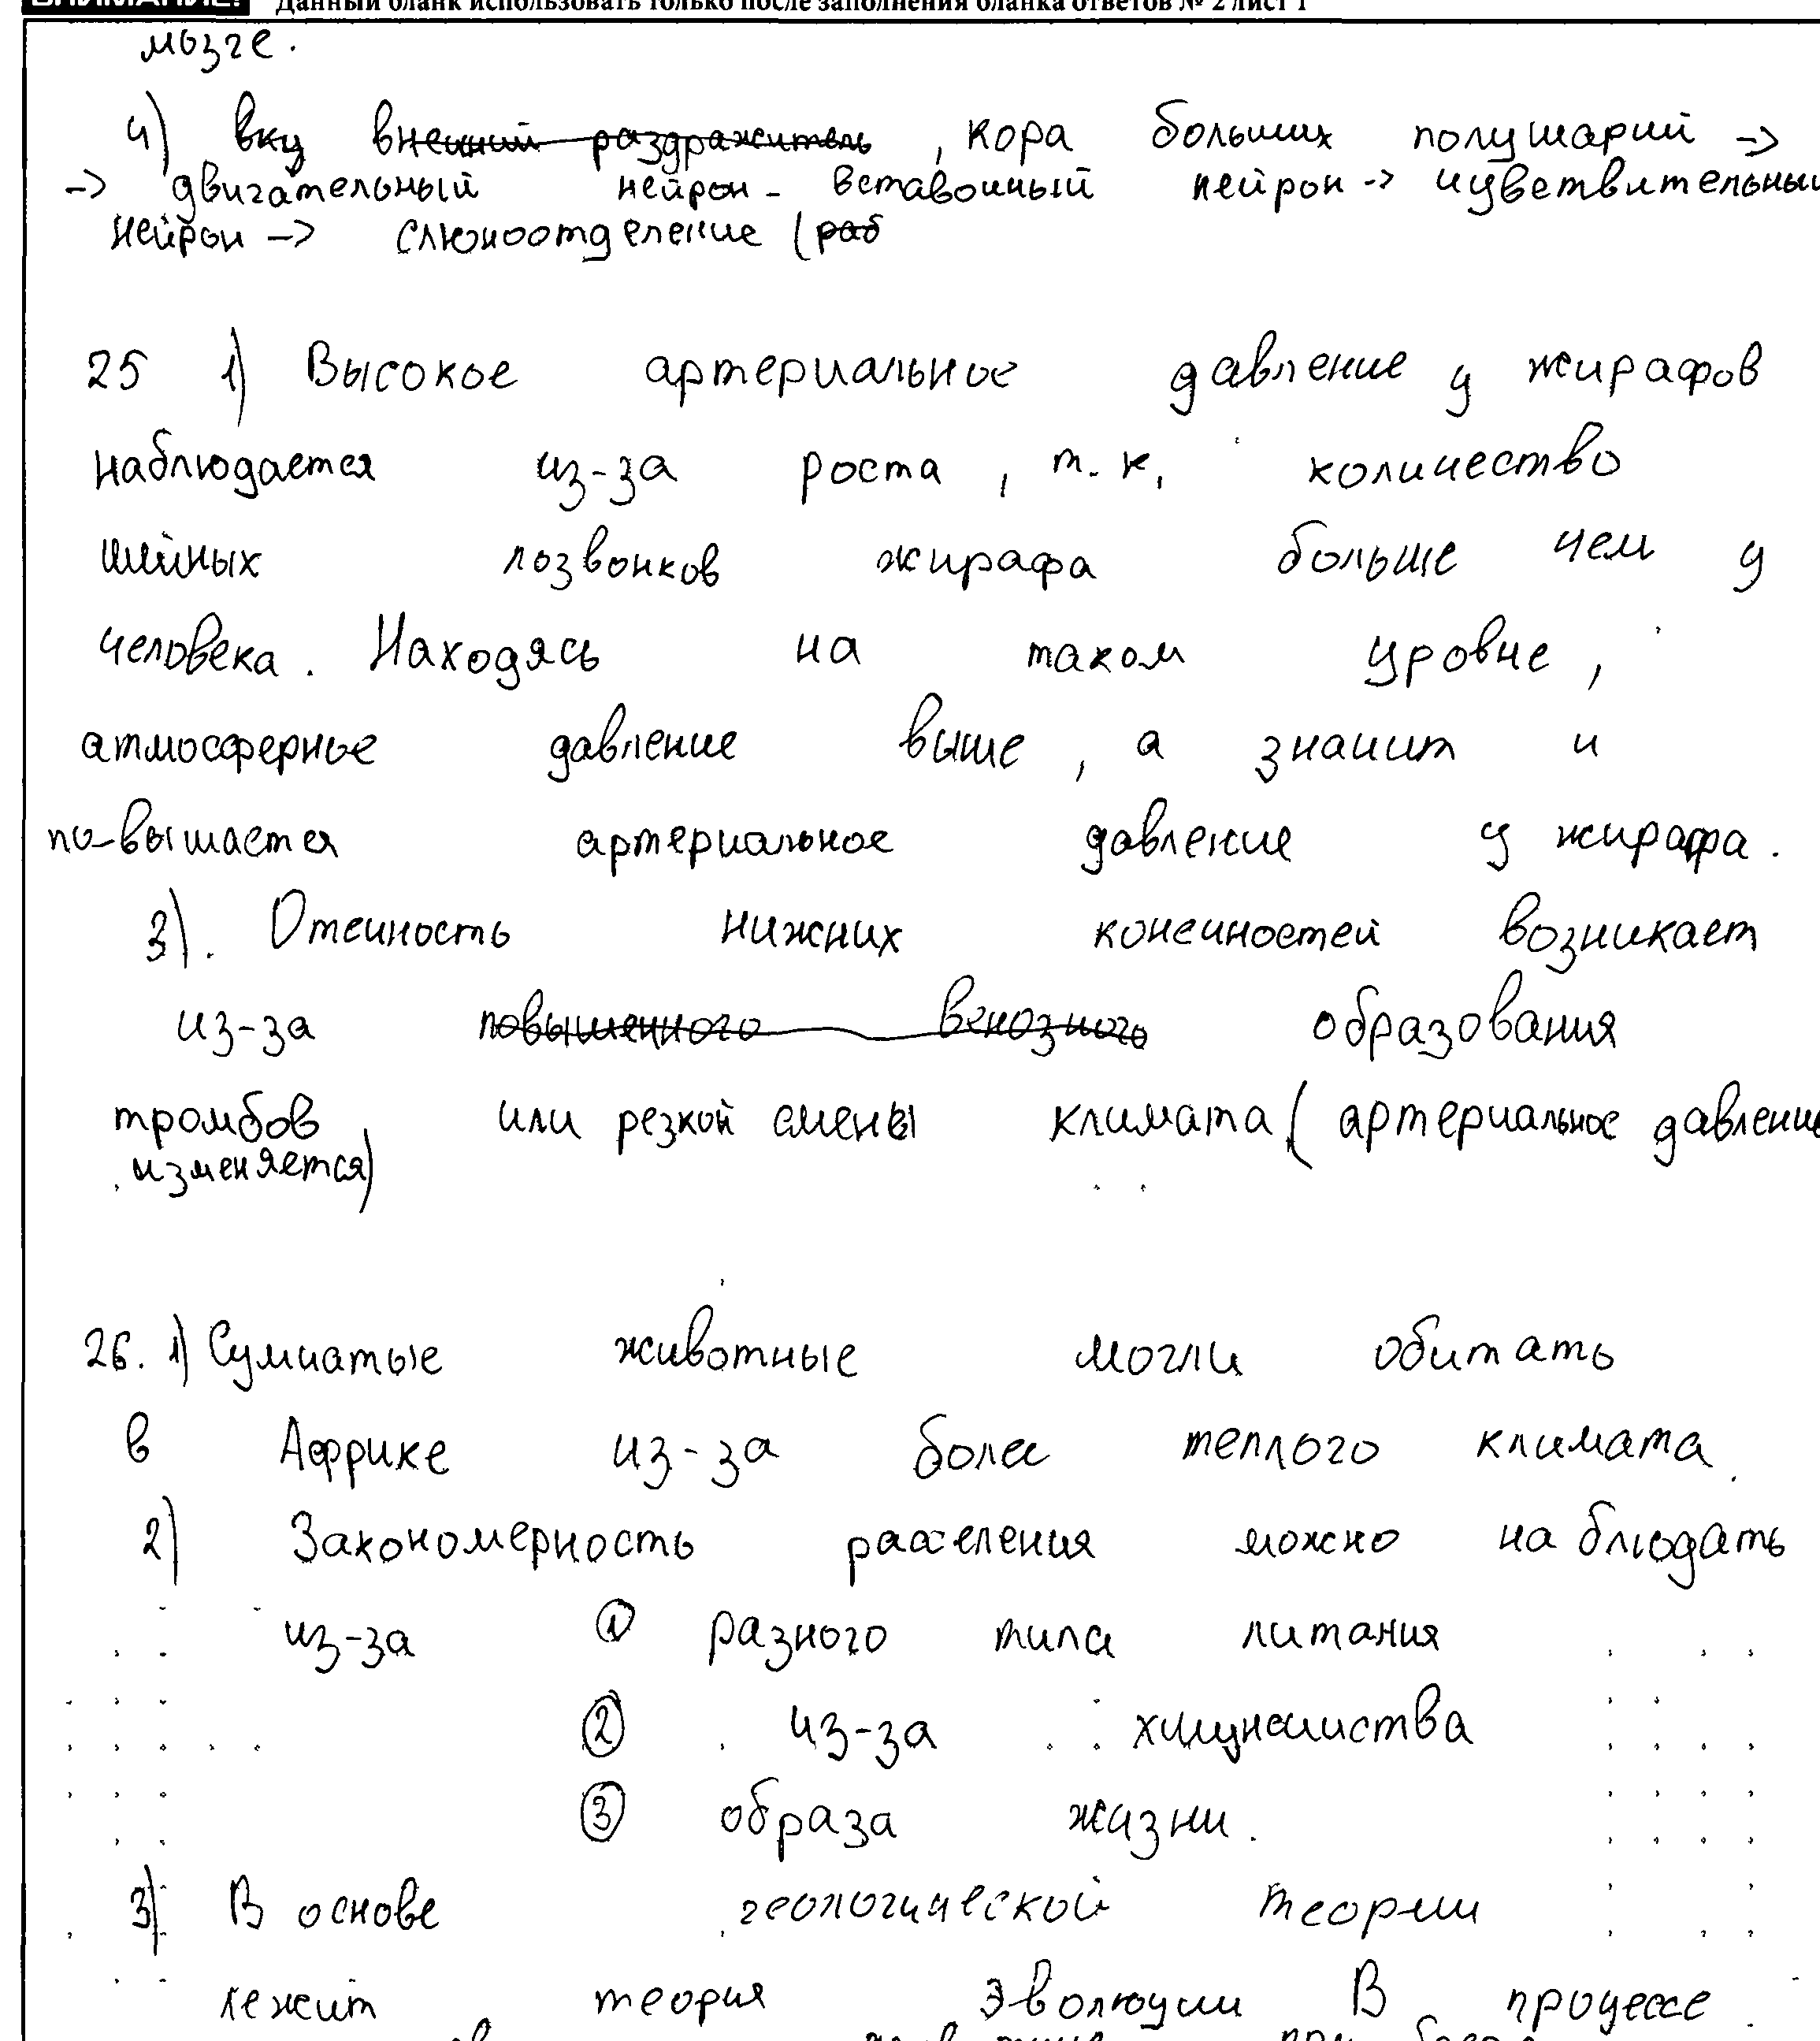 ВНИМАНИЕ! Данный бланк использовать только после заполнения бланка ответов № 2 лист 1
мозге.
4) вку внешний раздражитель, кора больших полушарий ->
-> двигательный нейрон - вставочный нейрон -> чувствительный
нейрон -> слюноотделение (раб
25 1) Высокое артериальное давление у жирафов
наблюдается из-за роста, т.к. количество
шейных позвонков жирафа больше чем у
человека. Находясь на таком уровне,
атмосферное давление выше, а значит и
по-вышается артериальное давление у жирафа.
3). Отечность нижних конечностей возникает
из-за повышенного венозного образования
тромбов или резкой смены климата (артериальное давление
изменяется)
26. 1) Сумчатые животные могли обитать
в Африке из-за более теплого климата.
2) Закономерность расселения можно наблюдать
из-за ① разного типа питания
② из-за хищничества
③ образа жизни.
3) В основе геологической теории
лежит теория эволюции В процессе